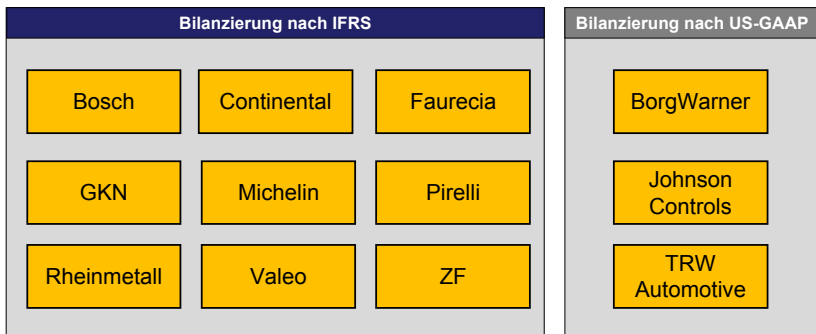 Bilanzierung nach IFRS
Bilanzierung nach US-GAAP
Bosch
Continental
Faurecia
BorgWarner
GKN
Michelin
Pirelli
Johnson
Controls
Rheinmetall
Valeo
ZF
TRW
Automotive